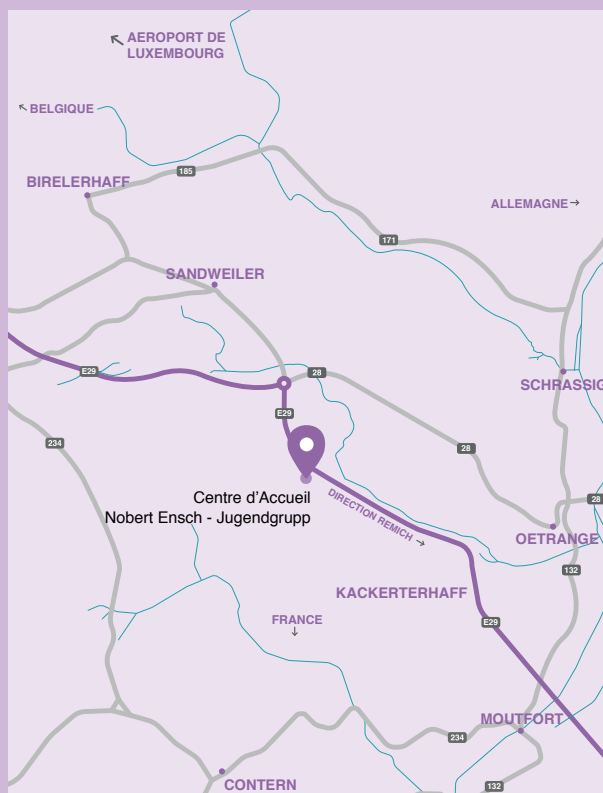 AEROPORT DE
LUXEMBOURG
BELGIQUE
185
BIRELERHAFF
ALLEMAGNE
171
SANDWEILER
E29
28
SCHRASSIG
E29
234
28
Centre d'Accueil
Nobert Ensch - Jugendgrupp
DIRECTION REMICH
28
OETRANGE
132
KACKERTERHAFF
FRANCE
E29
MOUTFORT
234
CONTERN
132